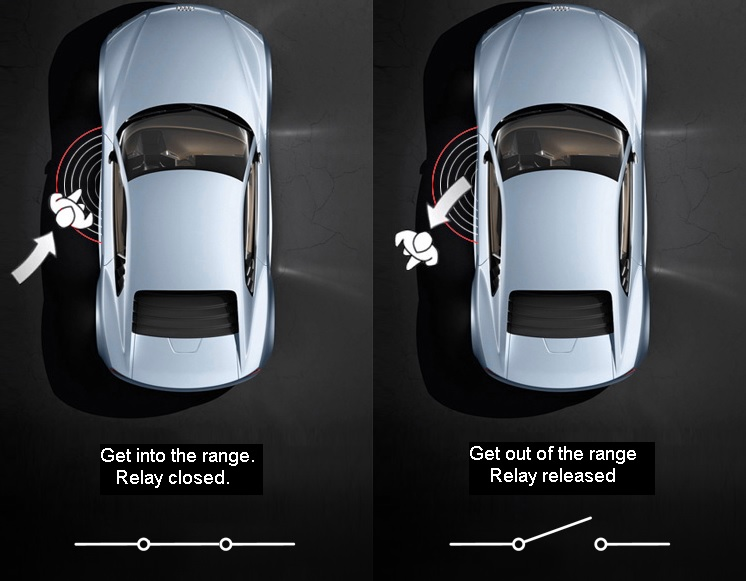 Get into the range.
Relay closed.
Get out of the range
Relay released